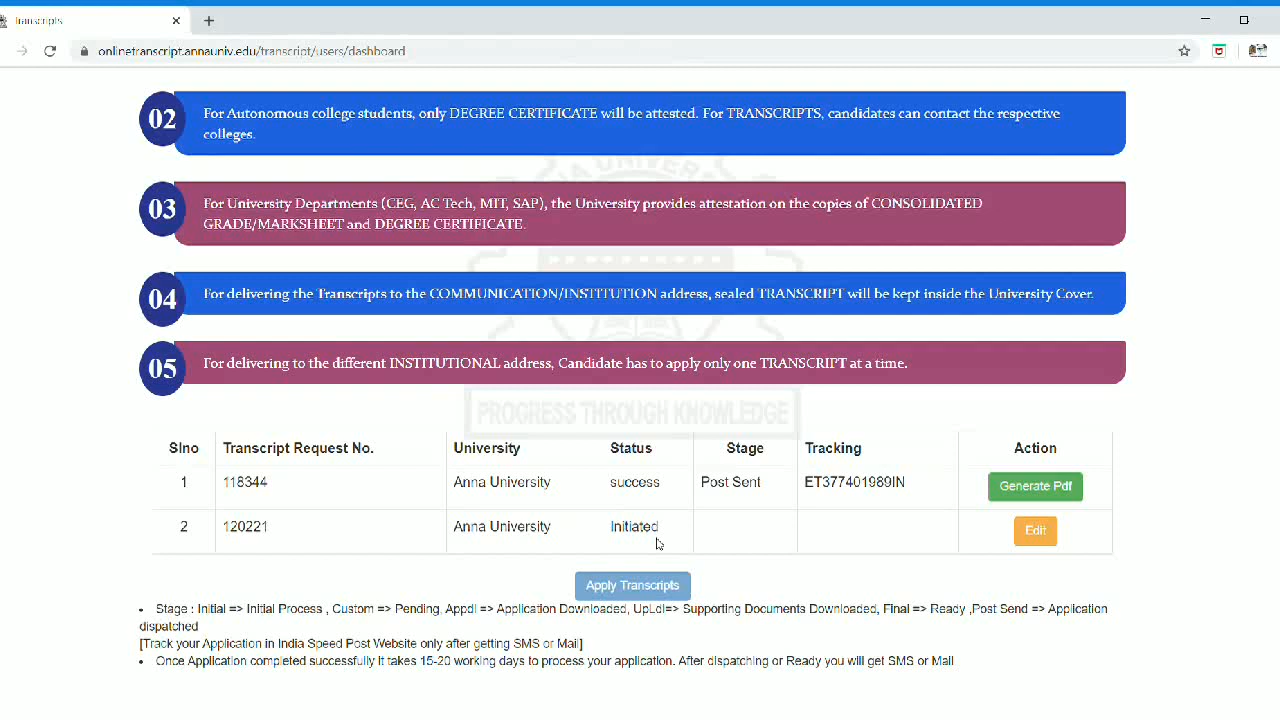 Transcripts
onlinetranscript.annauniv.edu/transcript/users/dashboard
02 For Autonomous college students, only DEGREE CERTIFICATE will be attested. For TRANSCRIPTS, candidates can contact the respective
colleges.
03 For University Departments (CEG, AC Tech, MIT, SAP), the University provides attestation on the copies of CONSOLIDATED
GRADE/MARKSHEET and DEGREE CERTIFICATE.
04 For delivering the Transcripts to the COMMUNICATION/INSTITUTION address, sealed TRANSCRIPT will be kept inside the University Cover.
05 For delivering to the different INSTITUTIONAL address, Candidate has to apply only one TRANSCRIPT at a time.
PROGRESS THROUGH KNOWLEDGE
Slno Transcript Request No. University Status Stage Tracking Action
1 118344 Anna University success Post Sent ET377401989IN Generate Pdf
2 120221 Anna University Initiated Edit
Apply Transcripts
• Stage : Initial => Initial Process , Custom => Pending, Appdl => Application Downloaded, UpLdl=> Supporting Documents Downloaded, Final => Ready ,Post Send => Application
dispatched
[Track your Application in India Speed Post Website only after getting SMS or Mail]
• Once Application completed successfully it takes 15-20 working days to process your application. After dispatching or Ready you will get SMS or Mail